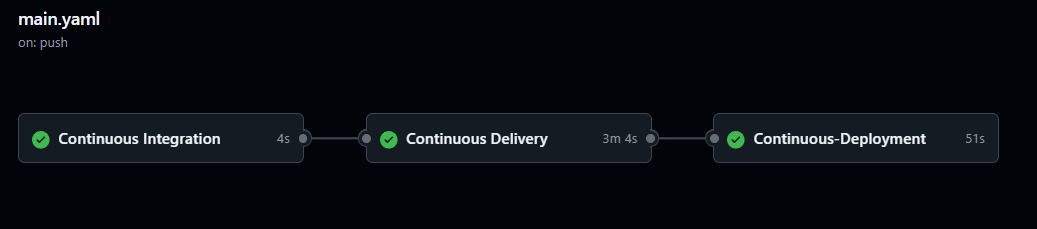 main.yaml
on: push
Continuous Integration 4s
Continuous Delivery 3m 4s
Continuous-Deployment 51s